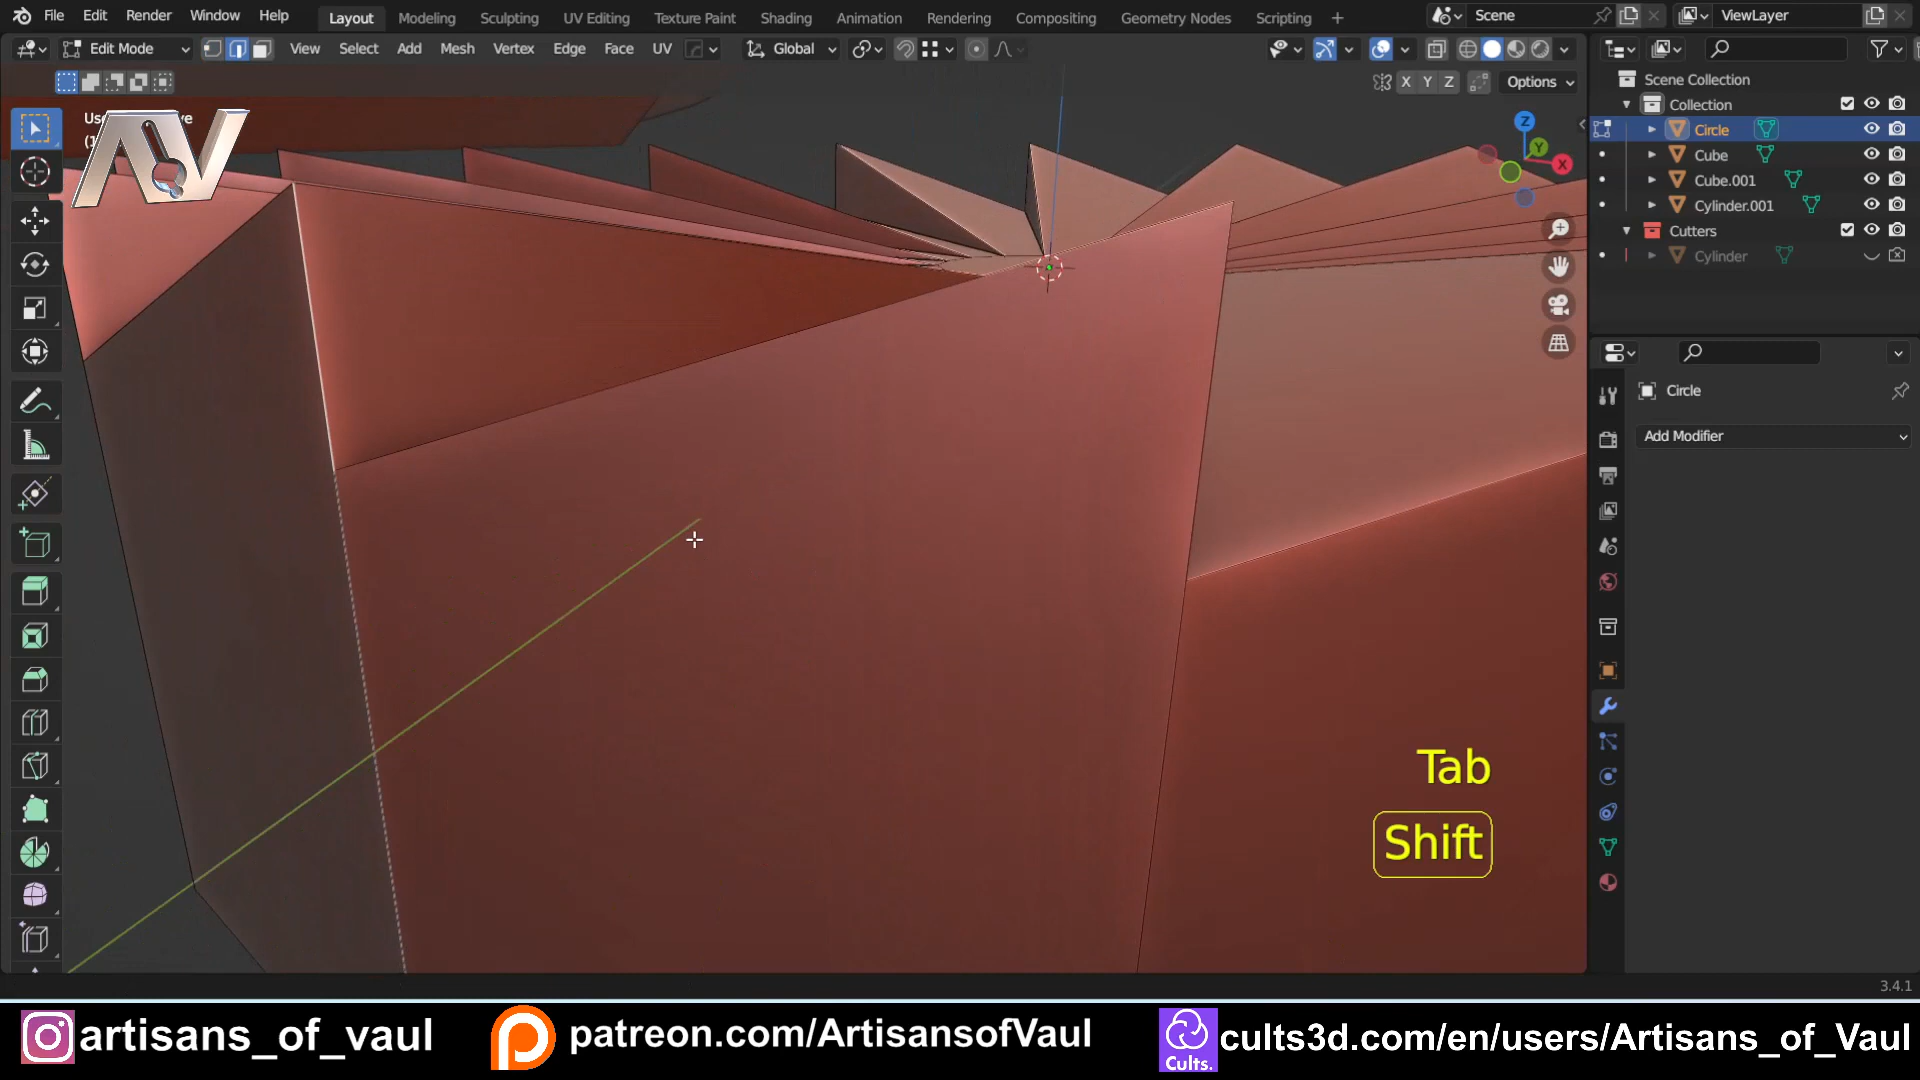 File Edit Render Window Help Layout Modeling Sculpting UV Editing Texture Paint Shading Animation Rendering Compositing Geometry Nodes Scripting + Scene ViewLayer
Edit Mode View Select Add Mesh Vertex Edge Face UV Global
X Y Z Options
Scene Collection
Collection
Circle
Cube
Cube.001
Cylinder.001
Cutters
Cylinder
AV
Z
Y
X
Circle
Add Modifier
Tab
Shift
3.4.1
artisans_of_vaul
patreon.com/ArtisansofVaul
Cults.
cults3d.com/en/users/Artisans_of_Vaul